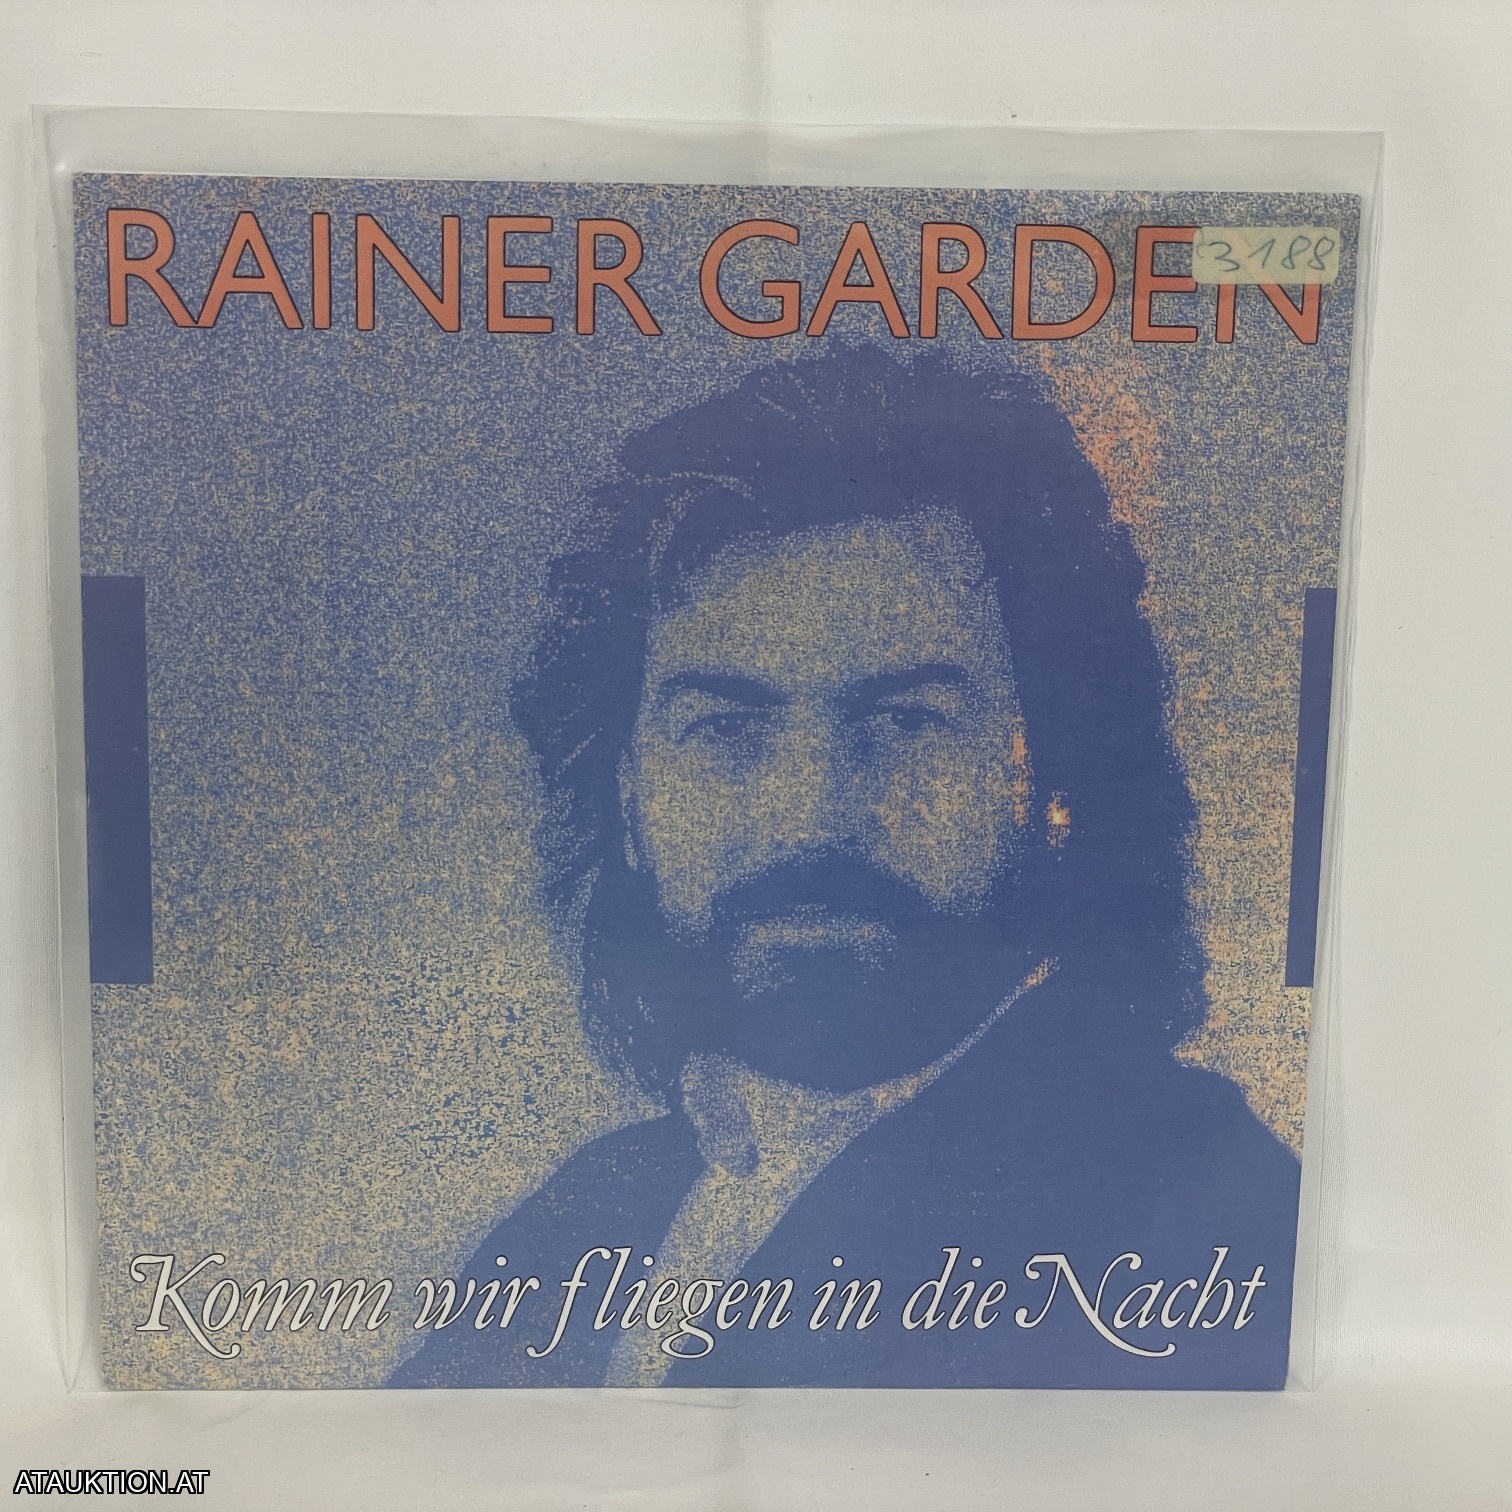 RAINER GARDEN
3188
Komm wir fliegen in die Nacht
ATAUKTION.AT